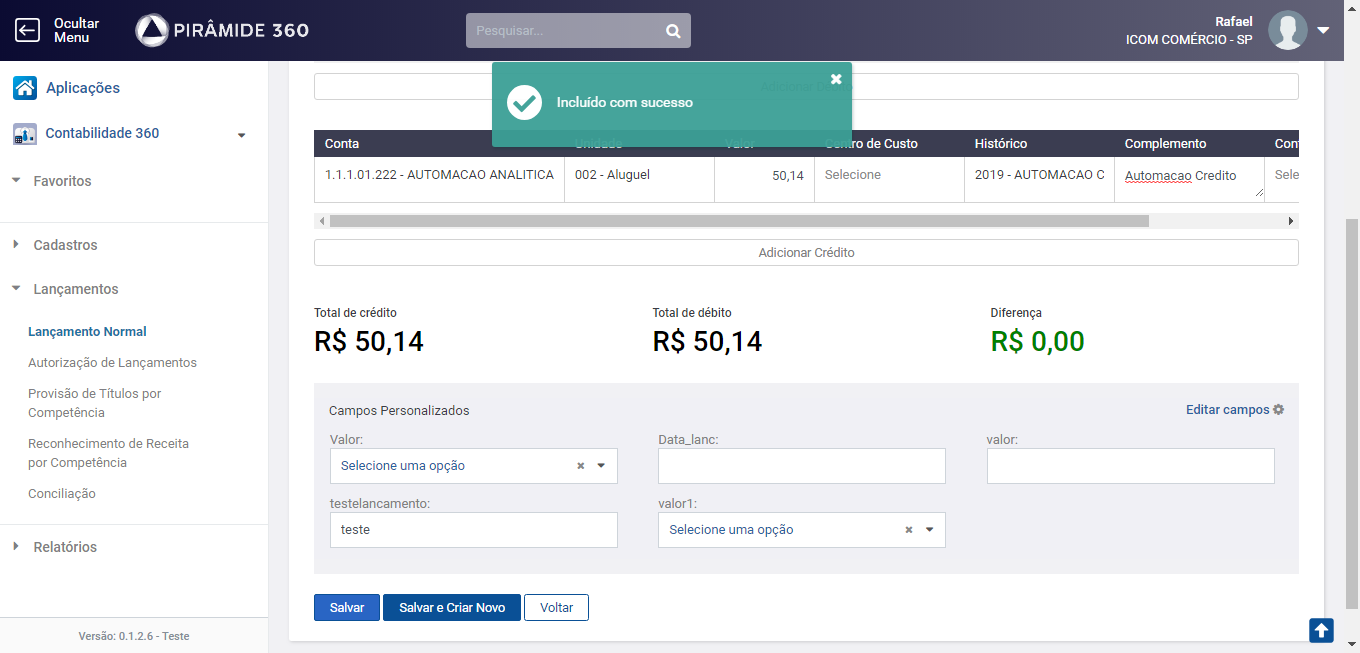 Ocultar
Menu
PIRÂMIDE 360
Pesquisar...
Rafael
ICOM COMÉRCIO - SP
Aplicações
Contabilidade 360
Favoritos
Cadastros
Lançamentos
Lançamento Normal
Autorização de Lançamentos
Provisão de Títulos por
Competência
Reconhecimento de Receita
por Competência
Conciliação
Relatórios
Versão: 0.1.2.6 - Teste
Adicionar Débito
Incluído com sucesso
Conta Unidade Valor Centro de Custo Histórico Complemento Con
1.1.1.01.222 - AUTOMACAO ANALITICA 002 - Aluguel 50,14 Selecione 2019 - AUTOMACAO C Automacao Credito Sele
Adicionar Crédito
Total de crédito Total de débito Diferença
R$ 50,14 R$ 50,14 R$ 0,00
Campos Personalizados Editar campos
Valor: Data_lanc: valor:
Selecione uma opção
testelancamento: valor1:
teste Selecione uma opção
Salvar Salvar e Criar Novo Voltar